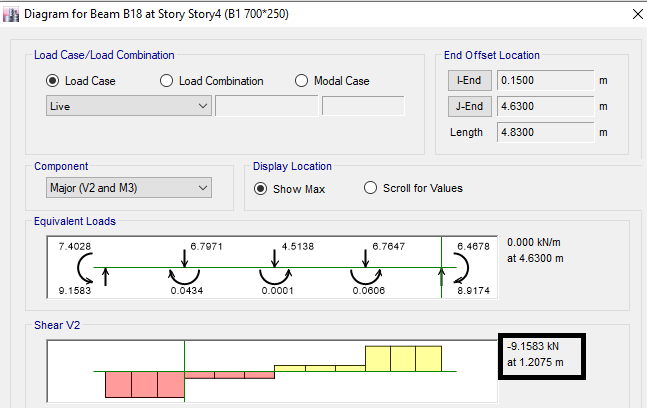 Diagram for Beam B18 at Story Story4 (B1 700*250)
Load Case/Load Combination
Load Case
Load Combination
Modal Case
Live
End Offset Location
I-End 0.1500 m
J-End 4.6300 m
Length 4.8300 m
Component
Major (V2 and M3)
Display Location
Show Max
Scroll for Values
Equivalent Loads
7.4028 6.7971 4.5138 6.7647 6.4678
9.1583 0.0434 0.0001 0.0606 8.9174
0.000 kN/m
at 4.6300 m
Shear V2
-9.1583 kN
at 1.2075 m